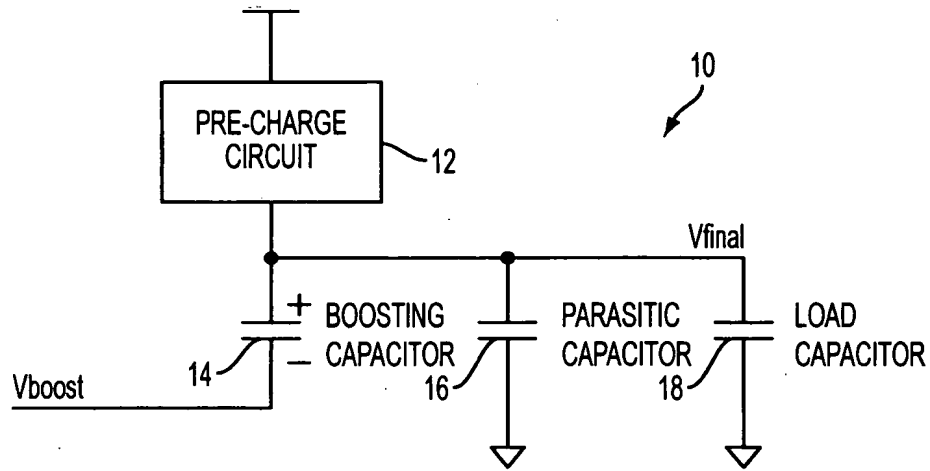 10
PRE-CHARGE
CIRCUIT
12
Vfinal
+
BOOSTING
CAPACITOR
–
14
PARASITIC
CAPACITOR
16
LOAD
CAPACITOR
18
Vboost